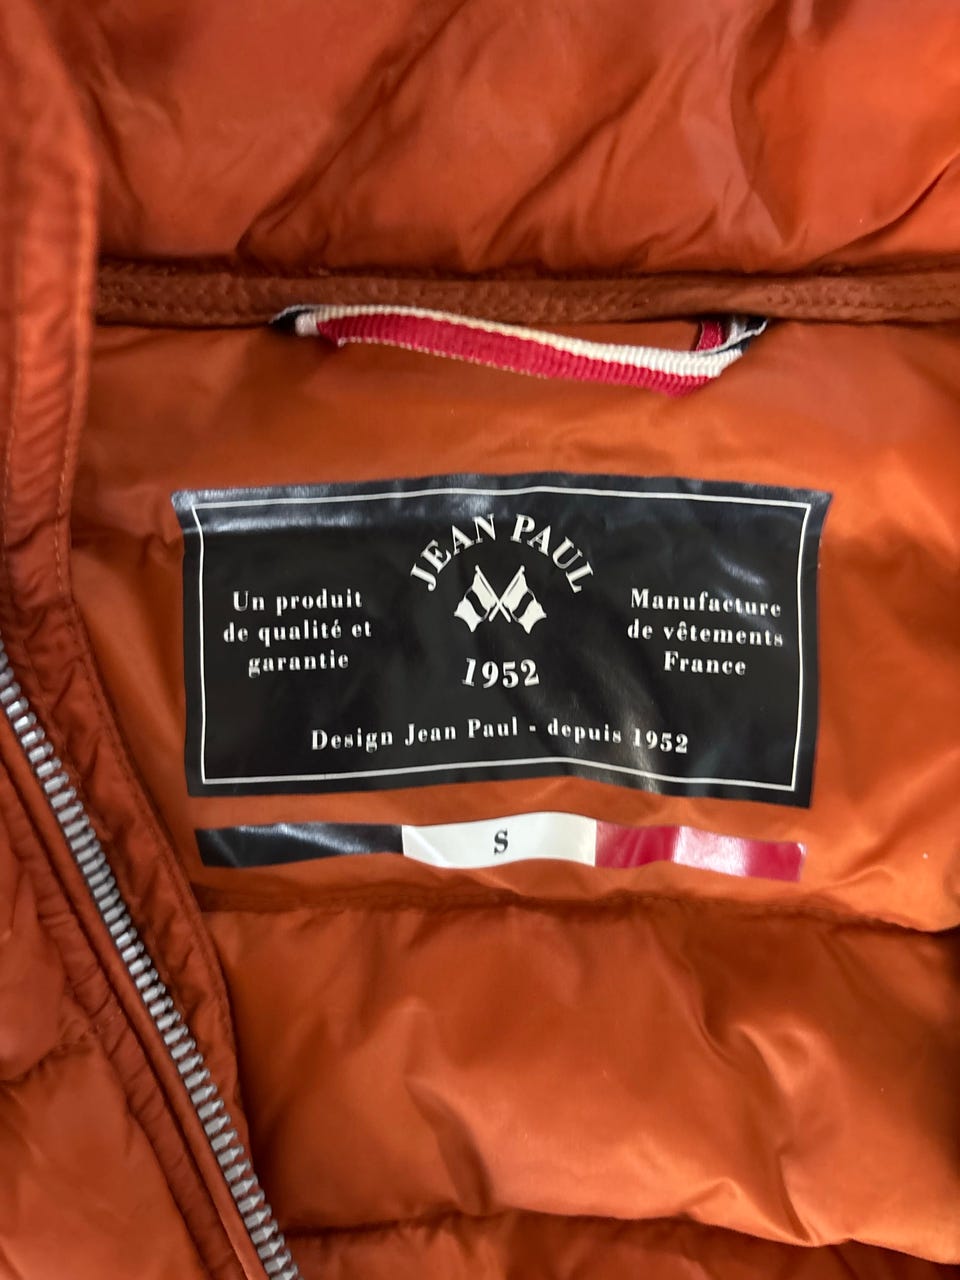 JEAN PAUL
Un produit
de qualité et
garantie
1952
Manufacture
de vêtements
France
Design Jean Paul - depuis 1952
S